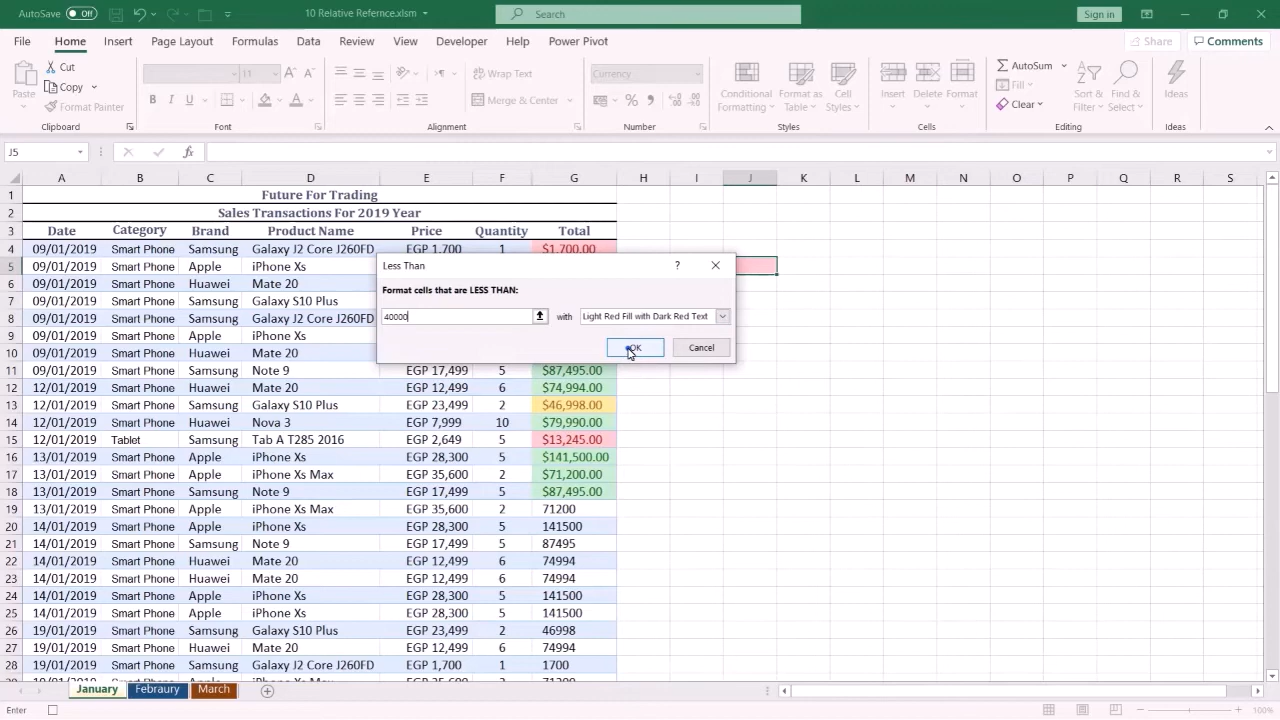 AutoSave Off 10 Relative Refernce.xlsm Search Sign in
File Home Insert Page Layout Formulas Data Review View Developer Help Power Pivot Share Comments
Paste Cut Copy Format Painter
11 Wrap Text Merge & Center
Currency
Conditional Formatting Format as Table Cell Styles
Insert Delete Format
AutoSum Fill Clear Sort & Filter Find & Select Ideas
Clipboard Font Alignment Number Styles Cells Editing Ideas
J5 fx
A B C D E F G H I J K L M N O P Q R S
1 Future For Trading
2 Sales Transactions For 2019 Year
3 Date Category Brand Product Name Price Quantity Total
4 09/01/2019 Smart Phone Samsung Galaxy J2 Core J260FD EGP 1,700 1 $1,700.00
5 09/01/2019 Smart Phone Apple iPhone Xs
6 09/01/2019 Smart Phone Huawei Mate 20
7 09/01/2019 Smart Phone Samsung Galaxy S10 Plus
8 09/01/2019 Smart Phone Samsung Galaxy J2 Core J260FD
9 09/01/2019 Smart Phone Apple iPhone Xs
10 09/01/2019 Smart Phone Huawei Mate 20
Less Than ?
Format cells that are LESS THAN:
40000 with Light Red Fill with Dark Red Text
OK Cancel
11 09/01/2019 Smart Phone Samsung Note 9 EGP 17,499 5 $87,495.00
12 12/01/2019 Smart Phone Huawei Mate 20 EGP 12,499 6 $74,994.00
13 12/01/2019 Smart Phone Samsung Galaxy S10 Plus EGP 23,499 2 $46,998.00
14 12/01/2019 Smart Phone Huawei Nova 3 EGP 7,999 10 $79,990.00
15 12/01/2019 Tablet Samsung Tab A T285 2016 EGP 2,649 5 $13,245.00
16 13/01/2019 Smart Phone Apple iPhone Xs EGP 28,300 5 $141,500.00
17 13/01/2019 Smart Phone Apple iPhone Xs Max EGP 35,600 2 $71,200.00
18 13/01/2019 Smart Phone Samsung Note 9 EGP 17,499 5 $87,495.00
19 13/01/2019 Smart Phone Apple iPhone Xs Max EGP 35,600 2 71200
20 14/01/2019 Smart Phone Apple iPhone Xs EGP 28,300 5 141500
21 14/01/2019 Smart Phone Samsung Note 9 EGP 17,499 5 87495
22 14/01/2019 Smart Phone Huawei Mate 20 EGP 12,499 6 74994
23 14/01/2019 Smart Phone Huawei Mate 20 EGP 12,499 6 74994
24 14/01/2019 Smart Phone Apple iPhone Xs EGP 28,300 5 141500
25 14/01/2019 Smart Phone Apple iPhone Xs EGP 28,300 5 141500
26 19/01/2019 Smart Phone Samsung Galaxy S10 Plus EGP 23,499 2 46998
27 19/01/2019 Smart Phone Huawei Mate 20 EGP 12,499 6 74994
28 19/01/2019 Smart Phone Samsung Galaxy J2 Core J260FD EGP 1,700 1 1700
January Febraury March
Enter 100%